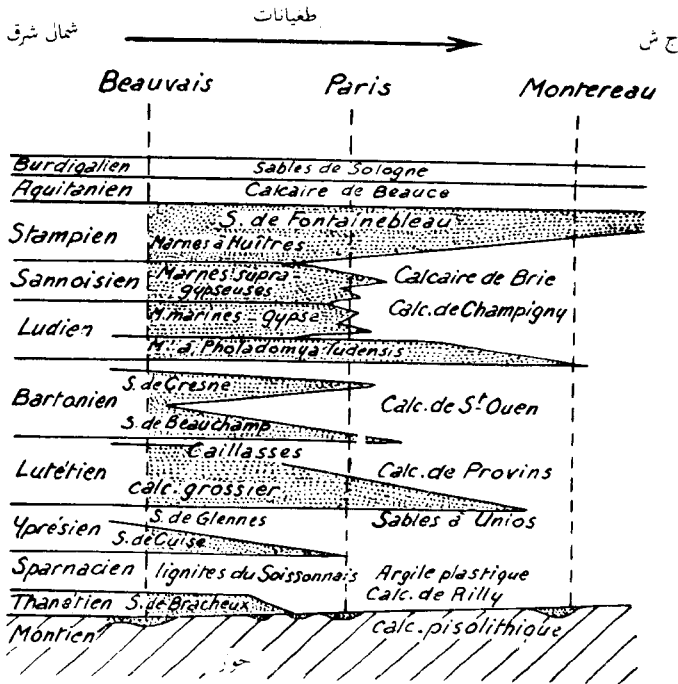 طغيانات
شمالي شرق
ج ش
Beauvais Paris Montereau
Burdigalien Sables de Sologne
Aquitanien Calcaire de Beauce
S. de Fontainebleau
Stampien Marnes à Huîtres
Sannoisien Marnes supra gypseuses Calcaire de Brie
Ludien M. marines - gypse Calc. de Champigny
M. à Pholadomya ludensis
S. de Cresne
Bartonien Calc. de St Ouen
S. de Beauchamp
Caillasses
Lutétien Calc. de Provins
calc. grossier
Sables à Unios
Yprésien S. de Glennes
S. de Cuise
Sparnacien lignites du Soissonnais Argile plastique
Calc. de Rilly
Thanétien S. de Bracheux
Montien calc. pisolithique